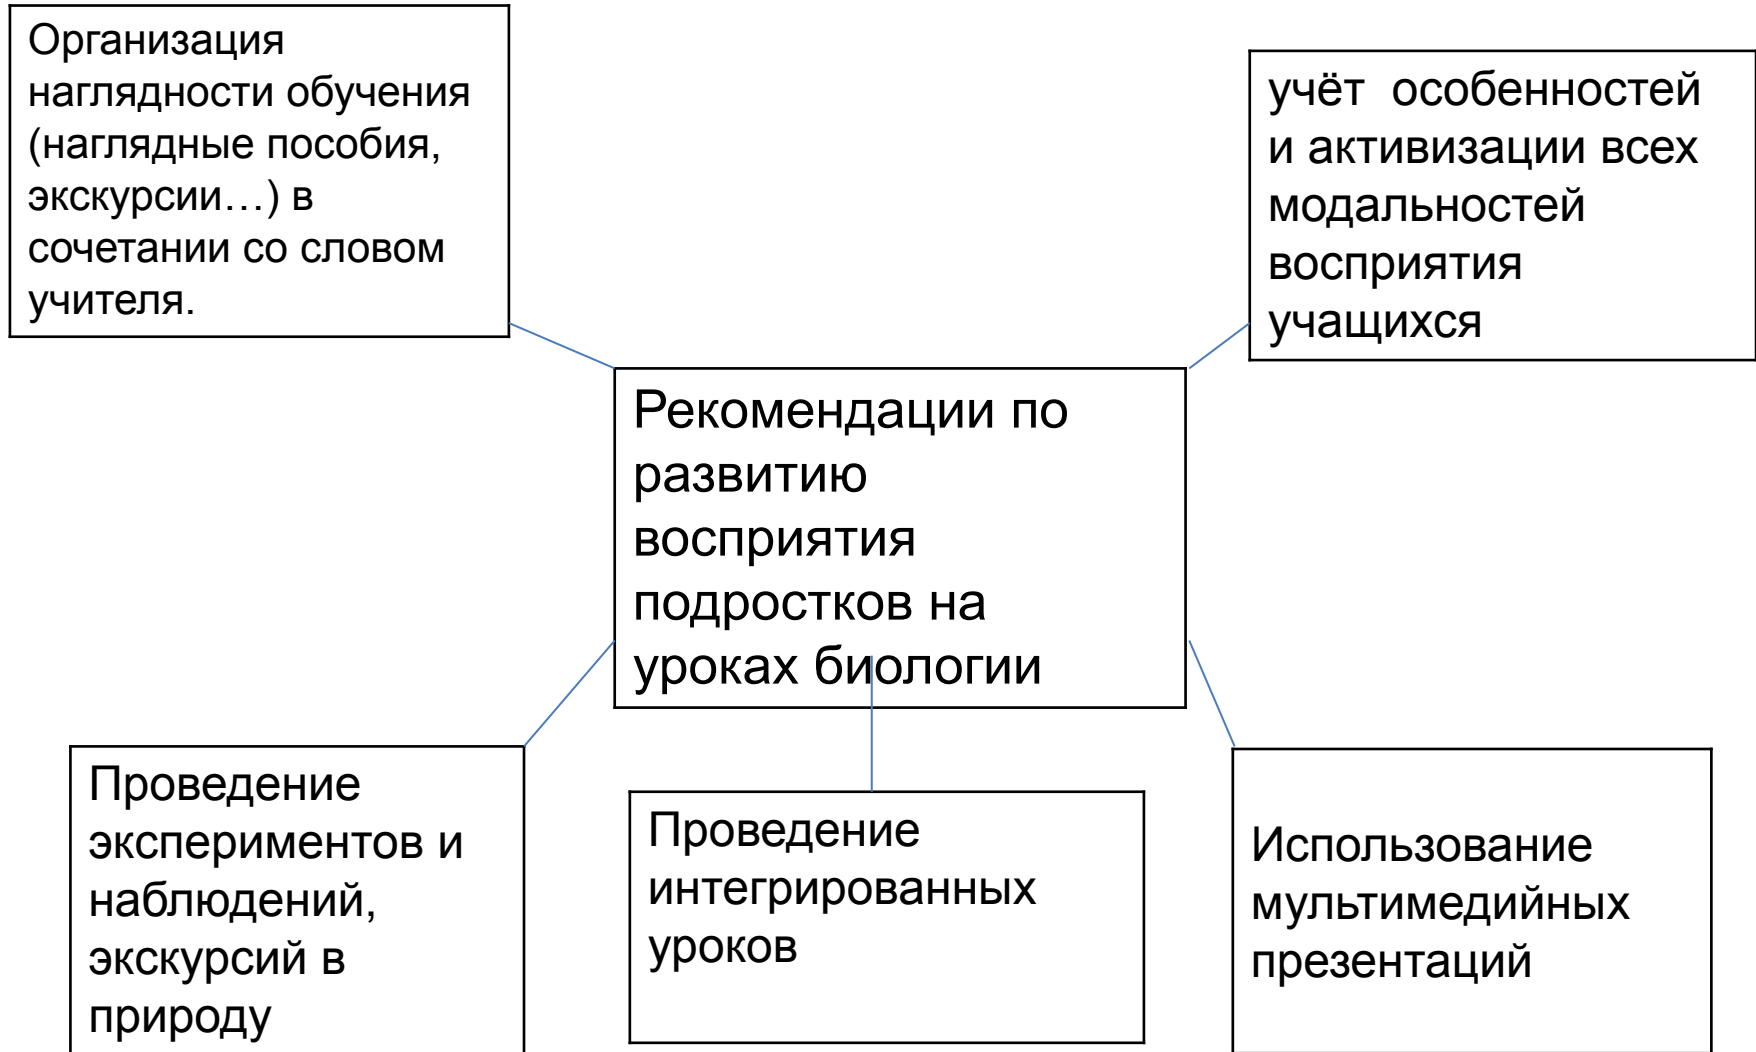 Организация
наглядности обучения
(наглядные пособия,
экскурсии…) в
сочетании со словом
учителя.
учёт  особенностей
и активизации всех
модальностей
восприятия
учащихся
Рекомендации по
развитию
восприятия
подростков на
уроках биологии
Проведение
экспериментов и
наблюдений,
экскурсий в
природу
Проведение
интегрированных
уроков
Использование
мультимедийных
презентаций